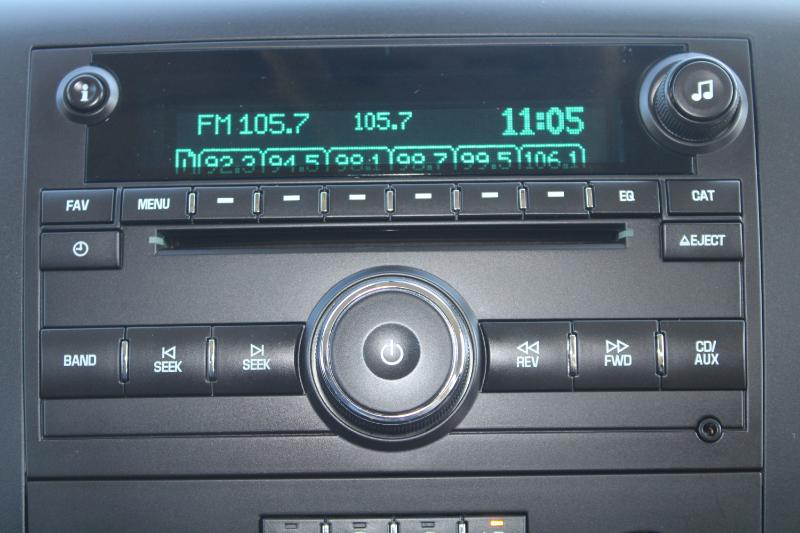 i
FM 105.7 105.7 11:05
1 92.3 94.5 98.1 98.7 99.5 106.1
FAV MENU EQ CAT
EJECT
BAND SEEK SEEK REV FWD CD/
AUX